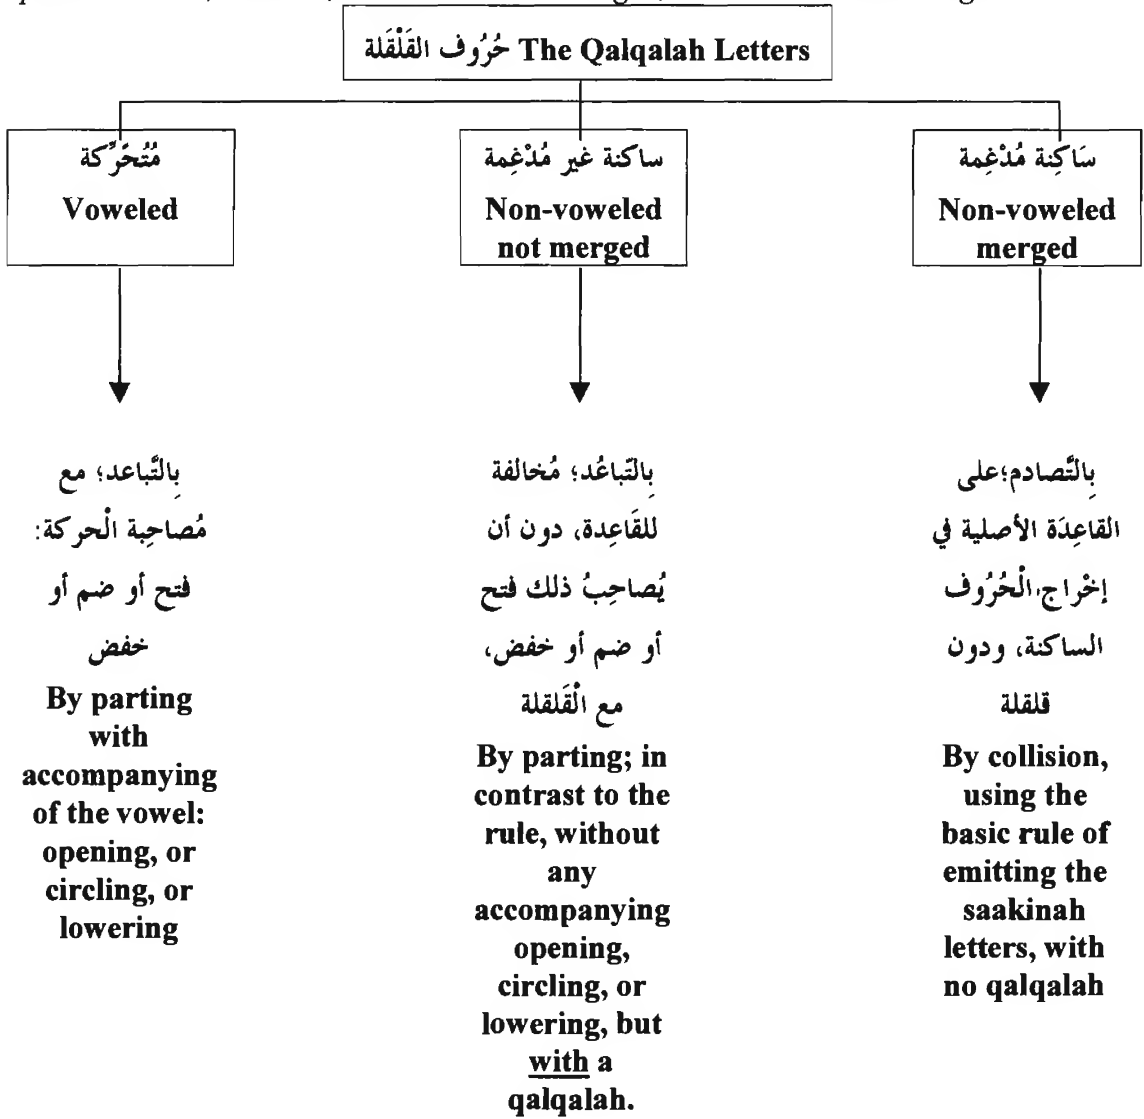 حُرُوف القَلْقَلة The Qalqalah Letters
مُتُحَرِّكة
Voweled
ساكنة غير مُدْغِمة
Non-voweled
not merged
سَاكِنة مُدْغِمة
Non-voweled
merged
بِالتَّباعد؛ مع
مُصاحِبة الْحركة:
فتح أو ضم أو
خفض
By parting
with
accompanying
of the vowel:
opening, or
circling, or
lowering
بِالتّباعُد؛ مُخالفة
للقَاعِدة، دون أن
يُصاحِبُ ذلك فتح
أو ضم أو خفض،
مع الْقَلقلة
By parting; in
contrast to the
rule, without
any
accompanying
opening,
circling, or
lowering, but
with a
qalqalah.
بِالتَّصادم؛على
القاعِدَة الأصلية في
إخْراج الْحُرُوف
الساكنة، ودون
قلقلة
By collision,
using the
basic rule of
emitting the
saakinah
letters, with
no qalqalah